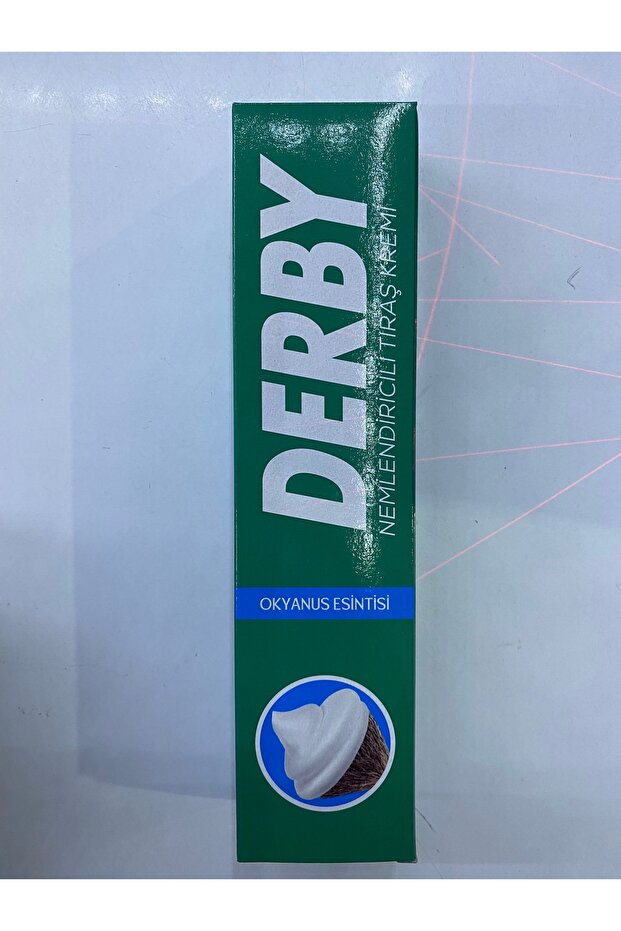 DERBY
NEMLENDİRİCİLİ TIRAŞ KREMİ
OKYANUS ESİNTİSİ